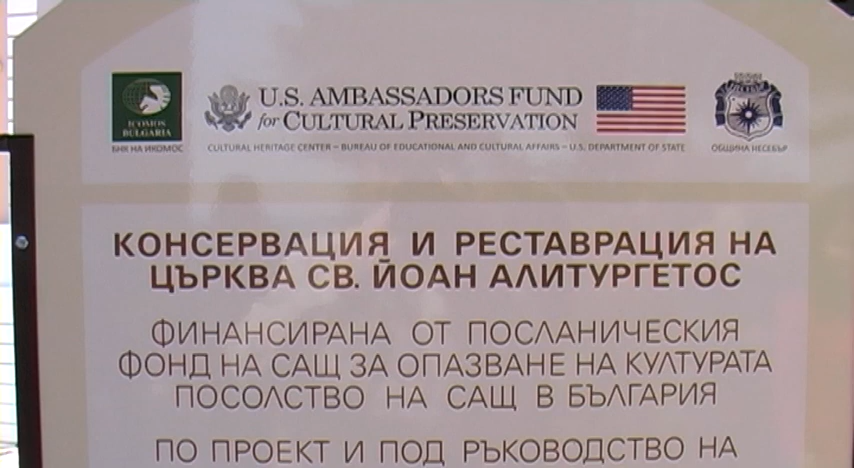 ICOMOS
BULGARIA
БНК НА ИКОМОС
U.S. AMBASSADORS FUND
for CULTURAL PRESERVATION
CULTURAL HERITAGE CENTER – BUREAU OF EDUCATIONAL AND CULTURAL AFFAIRS – U.S. DEPARTMENT OF STATE
ОБЩИНА НЕСЕБЪР
КОНСЕРВАЦИЯ И РЕСТАВРАЦИЯ НА
ЦЪРКВА СВ. ЙОАН АЛИТУРГЕТОС
ФИНАНСИРАНА ОТ ПОСЛАНИЧЕСКИЯ
ФОНД НА САЩ ЗА ОПАЗВАНЕ НА КУЛТУРАТА
ПОСОЛСТВО НА САЩ В БЪЛГАРИЯ
ПО ПРОЕКТ И ПОД РЪКОВОДСТВО НА